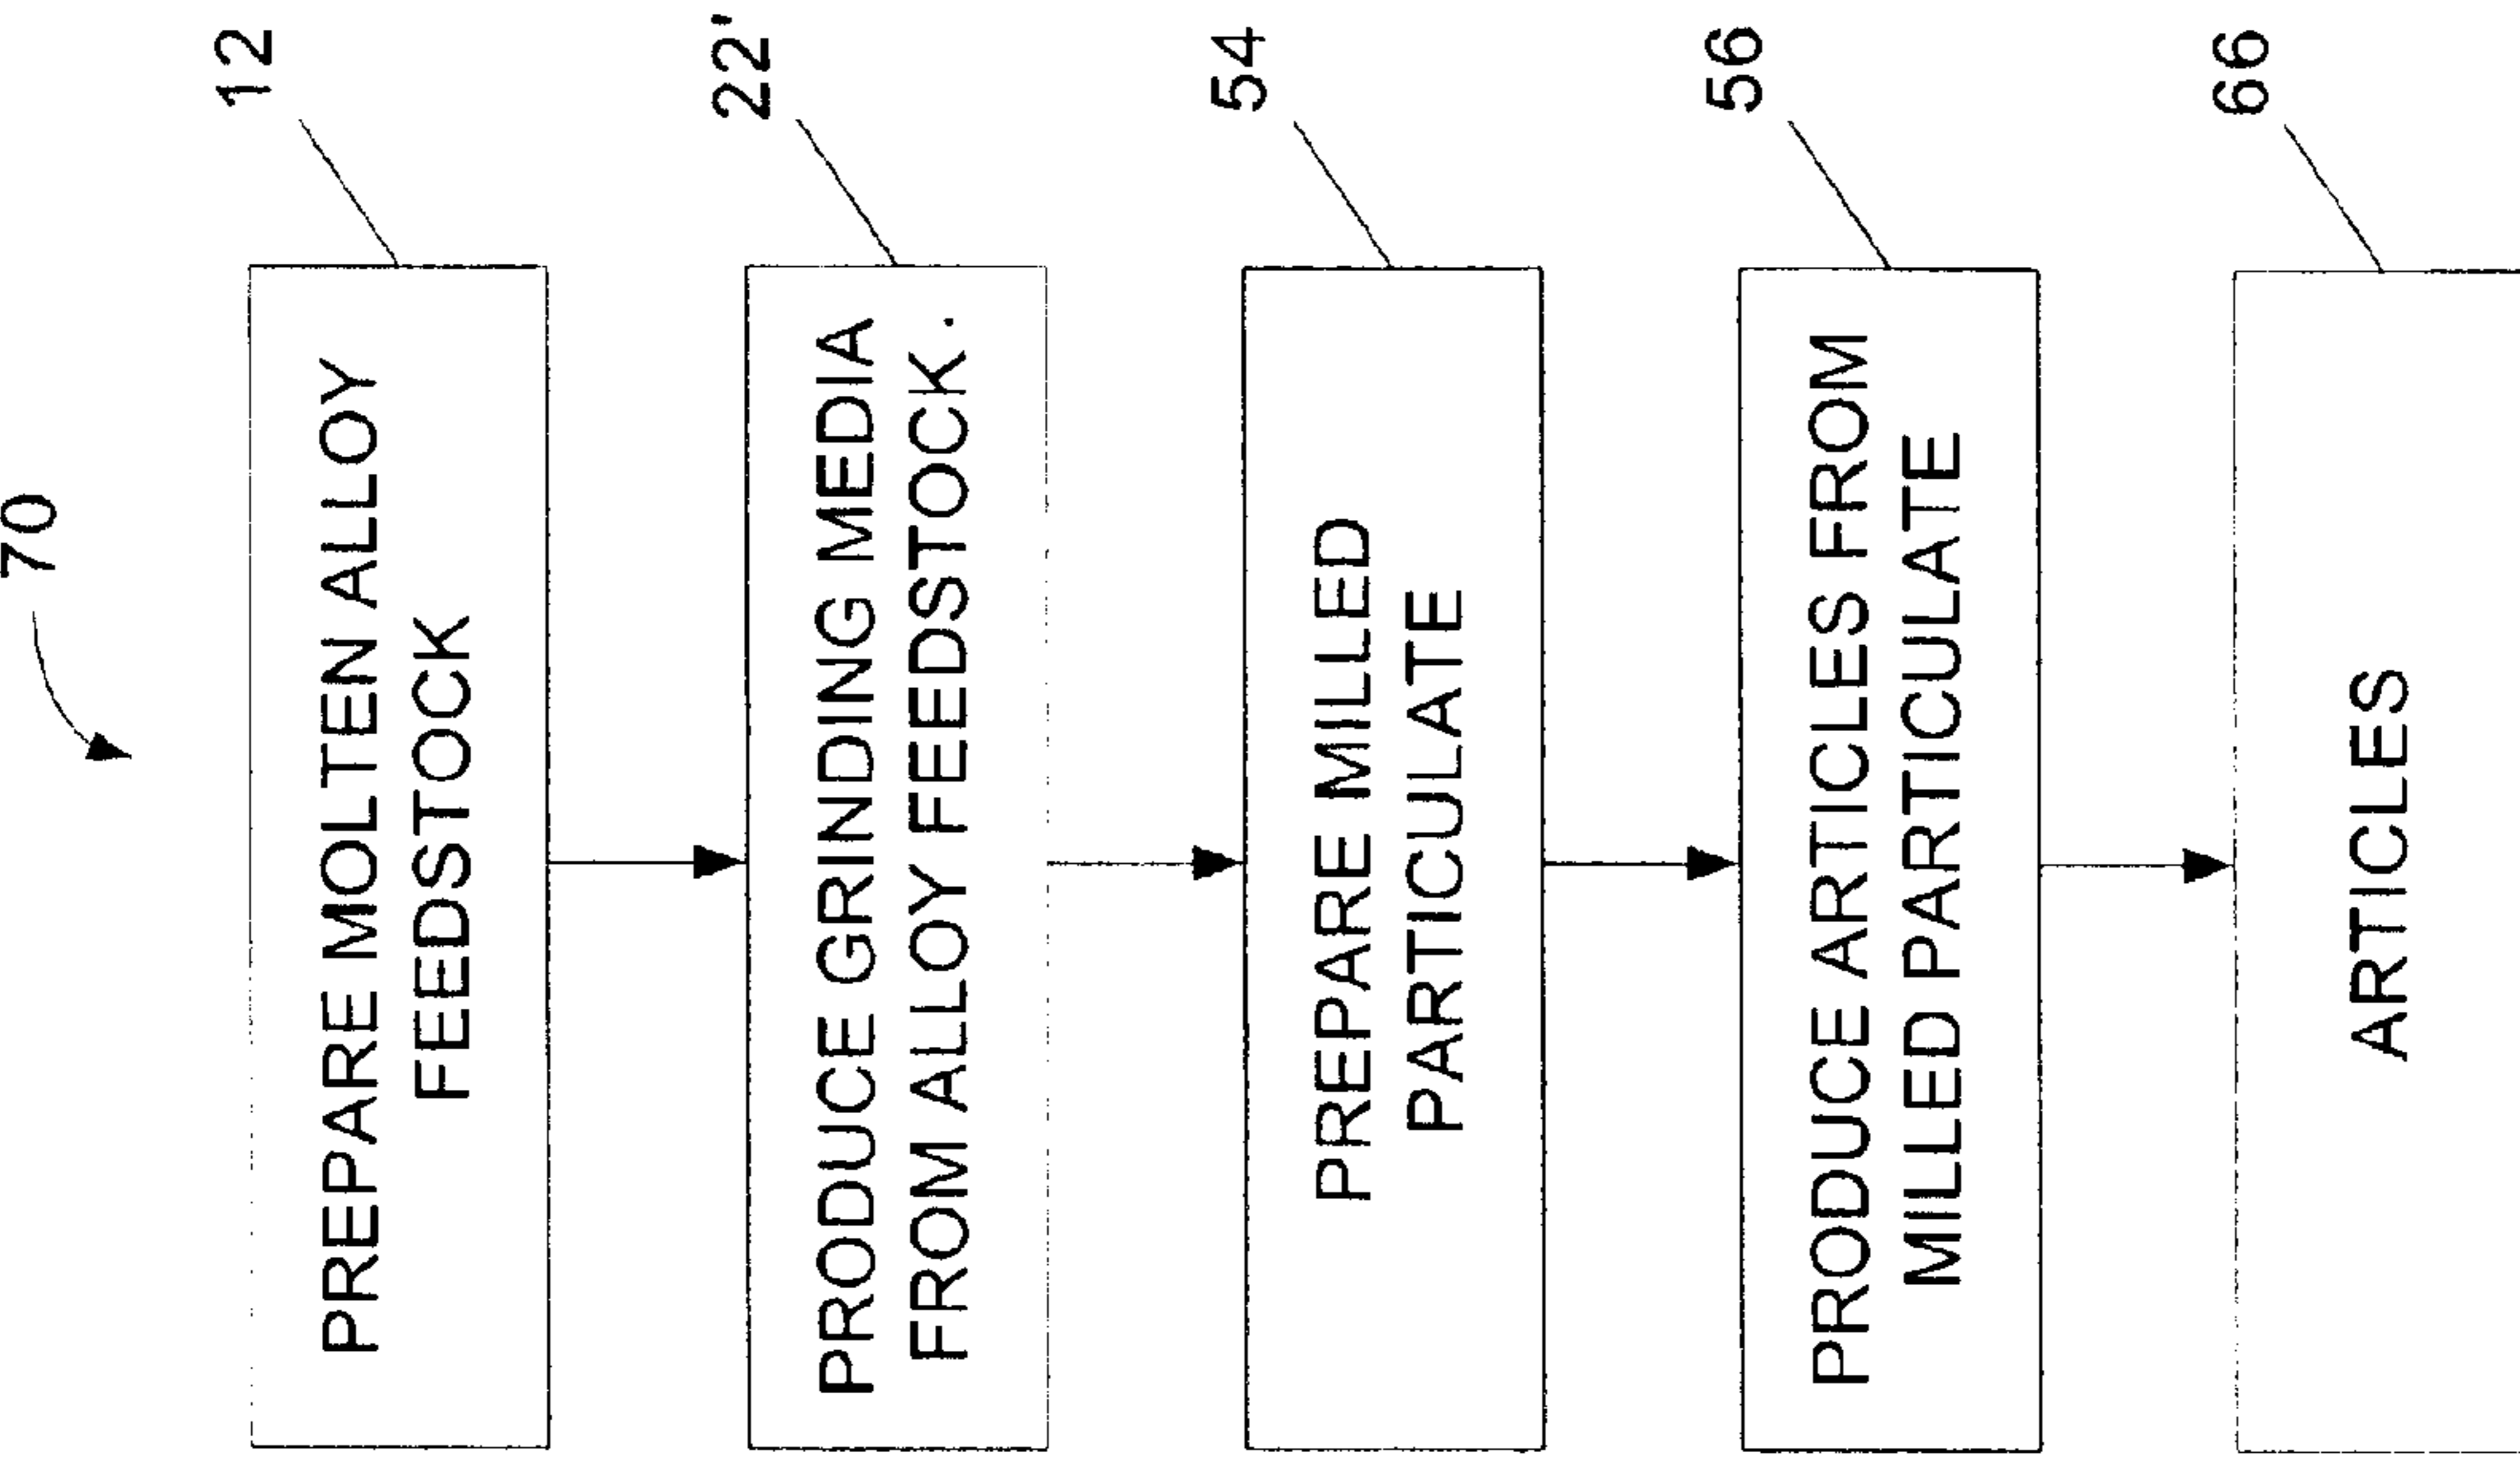 70
12
PREPARE MOLTEN ALLOY
FEEDSTOCK
22'
PRODUCE GRINDING MEDIA
FROM ALLOY FEEDSTOCK.
54
PREPARE MILLED
PARTICULATE
56
PRODUCE ARTICLES FROM
MILLED PARTICULATE
66
ARTICLES